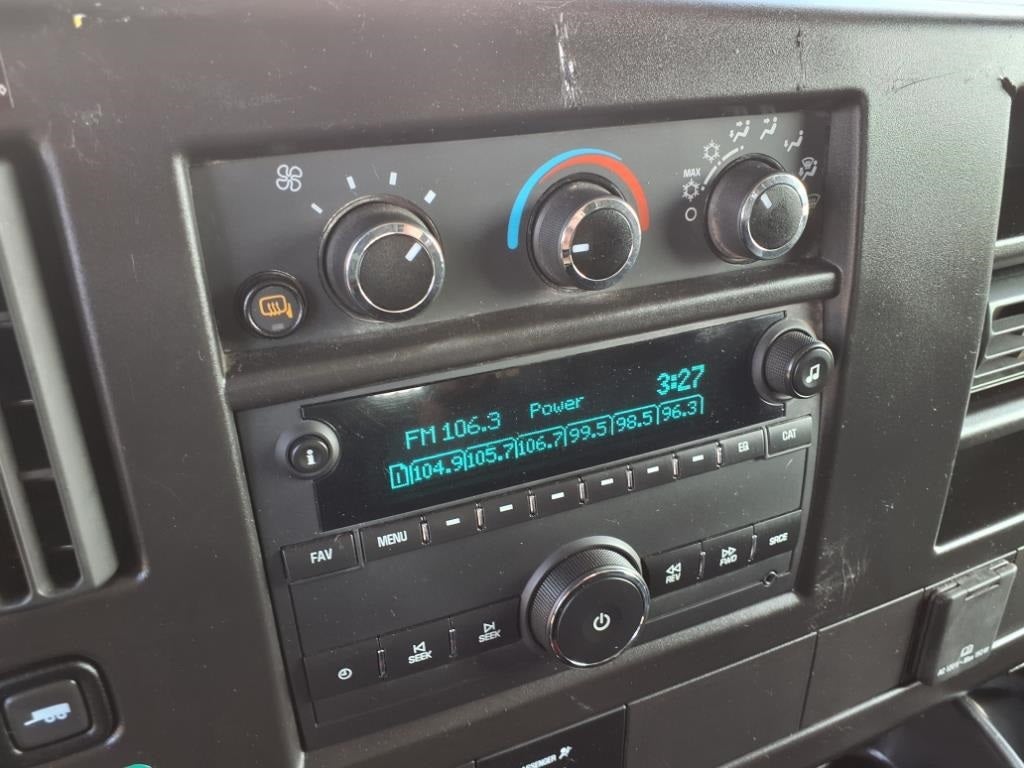 MAX
FM 106.3 Power 3:27
1 104.9 105.7 106.7 99.5 98.5 96.3
i
FAV MENU EQ CAT
SEEK SEEK REV FWD SRCE
PASSENGER